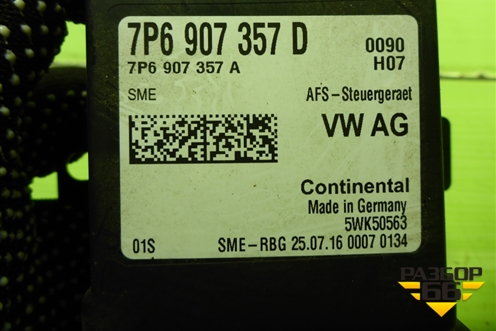 7P6 907 357 D 0090
7P6 907 357 A H07
SME AFS-Steuergeraet
VW AG
Continental
Made in Germany
5WK50563
01S SME-RBG 25.07.16 0007 0134
РАЗБОР
66